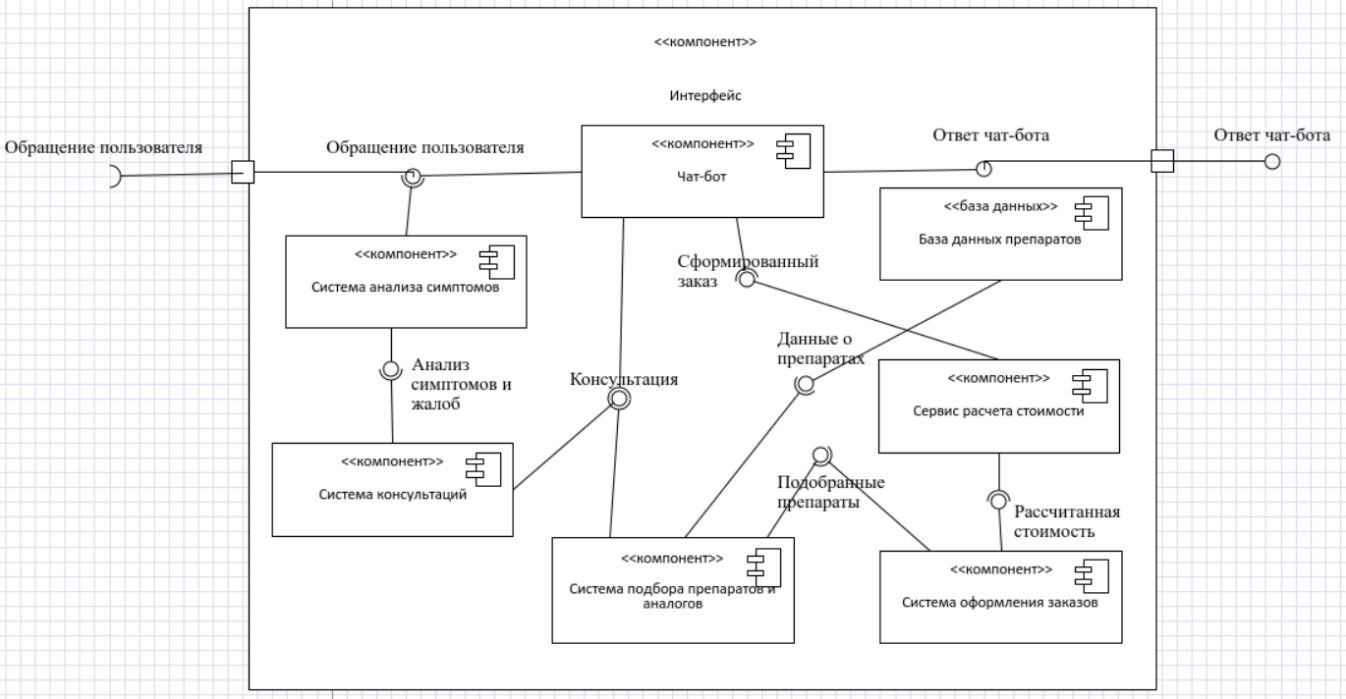 <<компонент>>
Интерфейс
Обращение пользователя
Обращение пользователя
<<компонент>>
Чат-бот
Ответ чат-бота
Ответ чат-бота
<<база данных>>
База данных препаратов
<<компонент>>
Система анализа симптомов
Сформированный
заказ
Данные о
препаратах
Анализ
симптомов и
жалоб
Консультация
<<компонент>>
Сервис расчета стоимости
<<компонент>>
Система консультаций
Подобранные
препараты
Рассчитанная
стоимость
<<компонент>>
Система подбора препаратов и
аналогов
<<компонент>>
Система оформления заказов